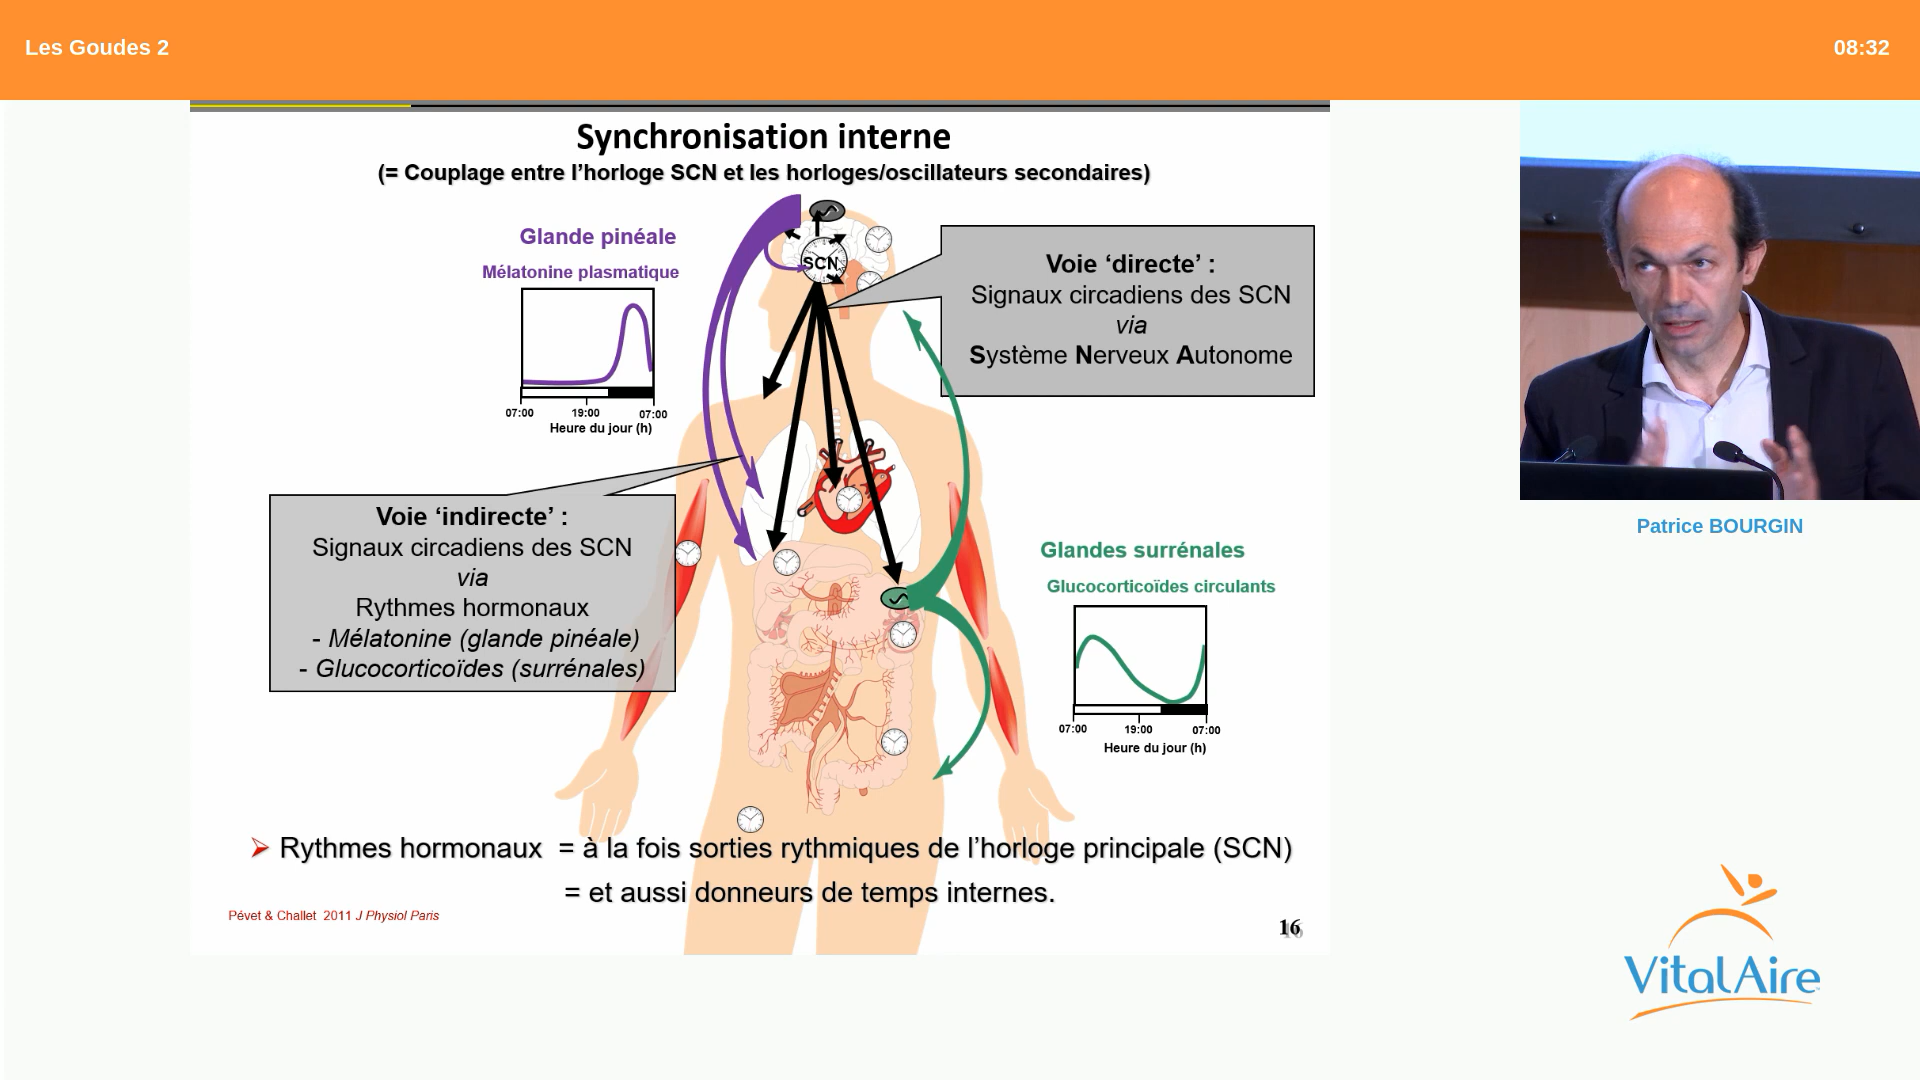 Les Goudes 2
08:32
Synchronisation interne
(= Couplage entre l’horloge SCN et les horloges/oscillateurs secondaires)
Glande pinéale
Mélatonine plasmatique
07:00 19:00 07:00
Heure du jour (h)
SCN
Voie ‘directe’ :
Signaux circadiens des SCN
via
Système Nerveux Autonome
Voie ‘indirecte’ :
Signaux circadiens des SCN
via
Rythmes hormonaux
- Mélatonine (glande pinéale)
- Glucocorticoïdes (surrénales)
Glandes surrénales
Glucocorticoïdes circulants
07:00 19:00 07:00
Heure du jour (h)
Rythmes hormonaux = à la fois sorties rythmiques de l’horloge principale (SCN)
= et aussi donneurs de temps internes.
Pévet & Challet 2011 J Physiol Paris
16
Patrice BOURGIN
VitalAire